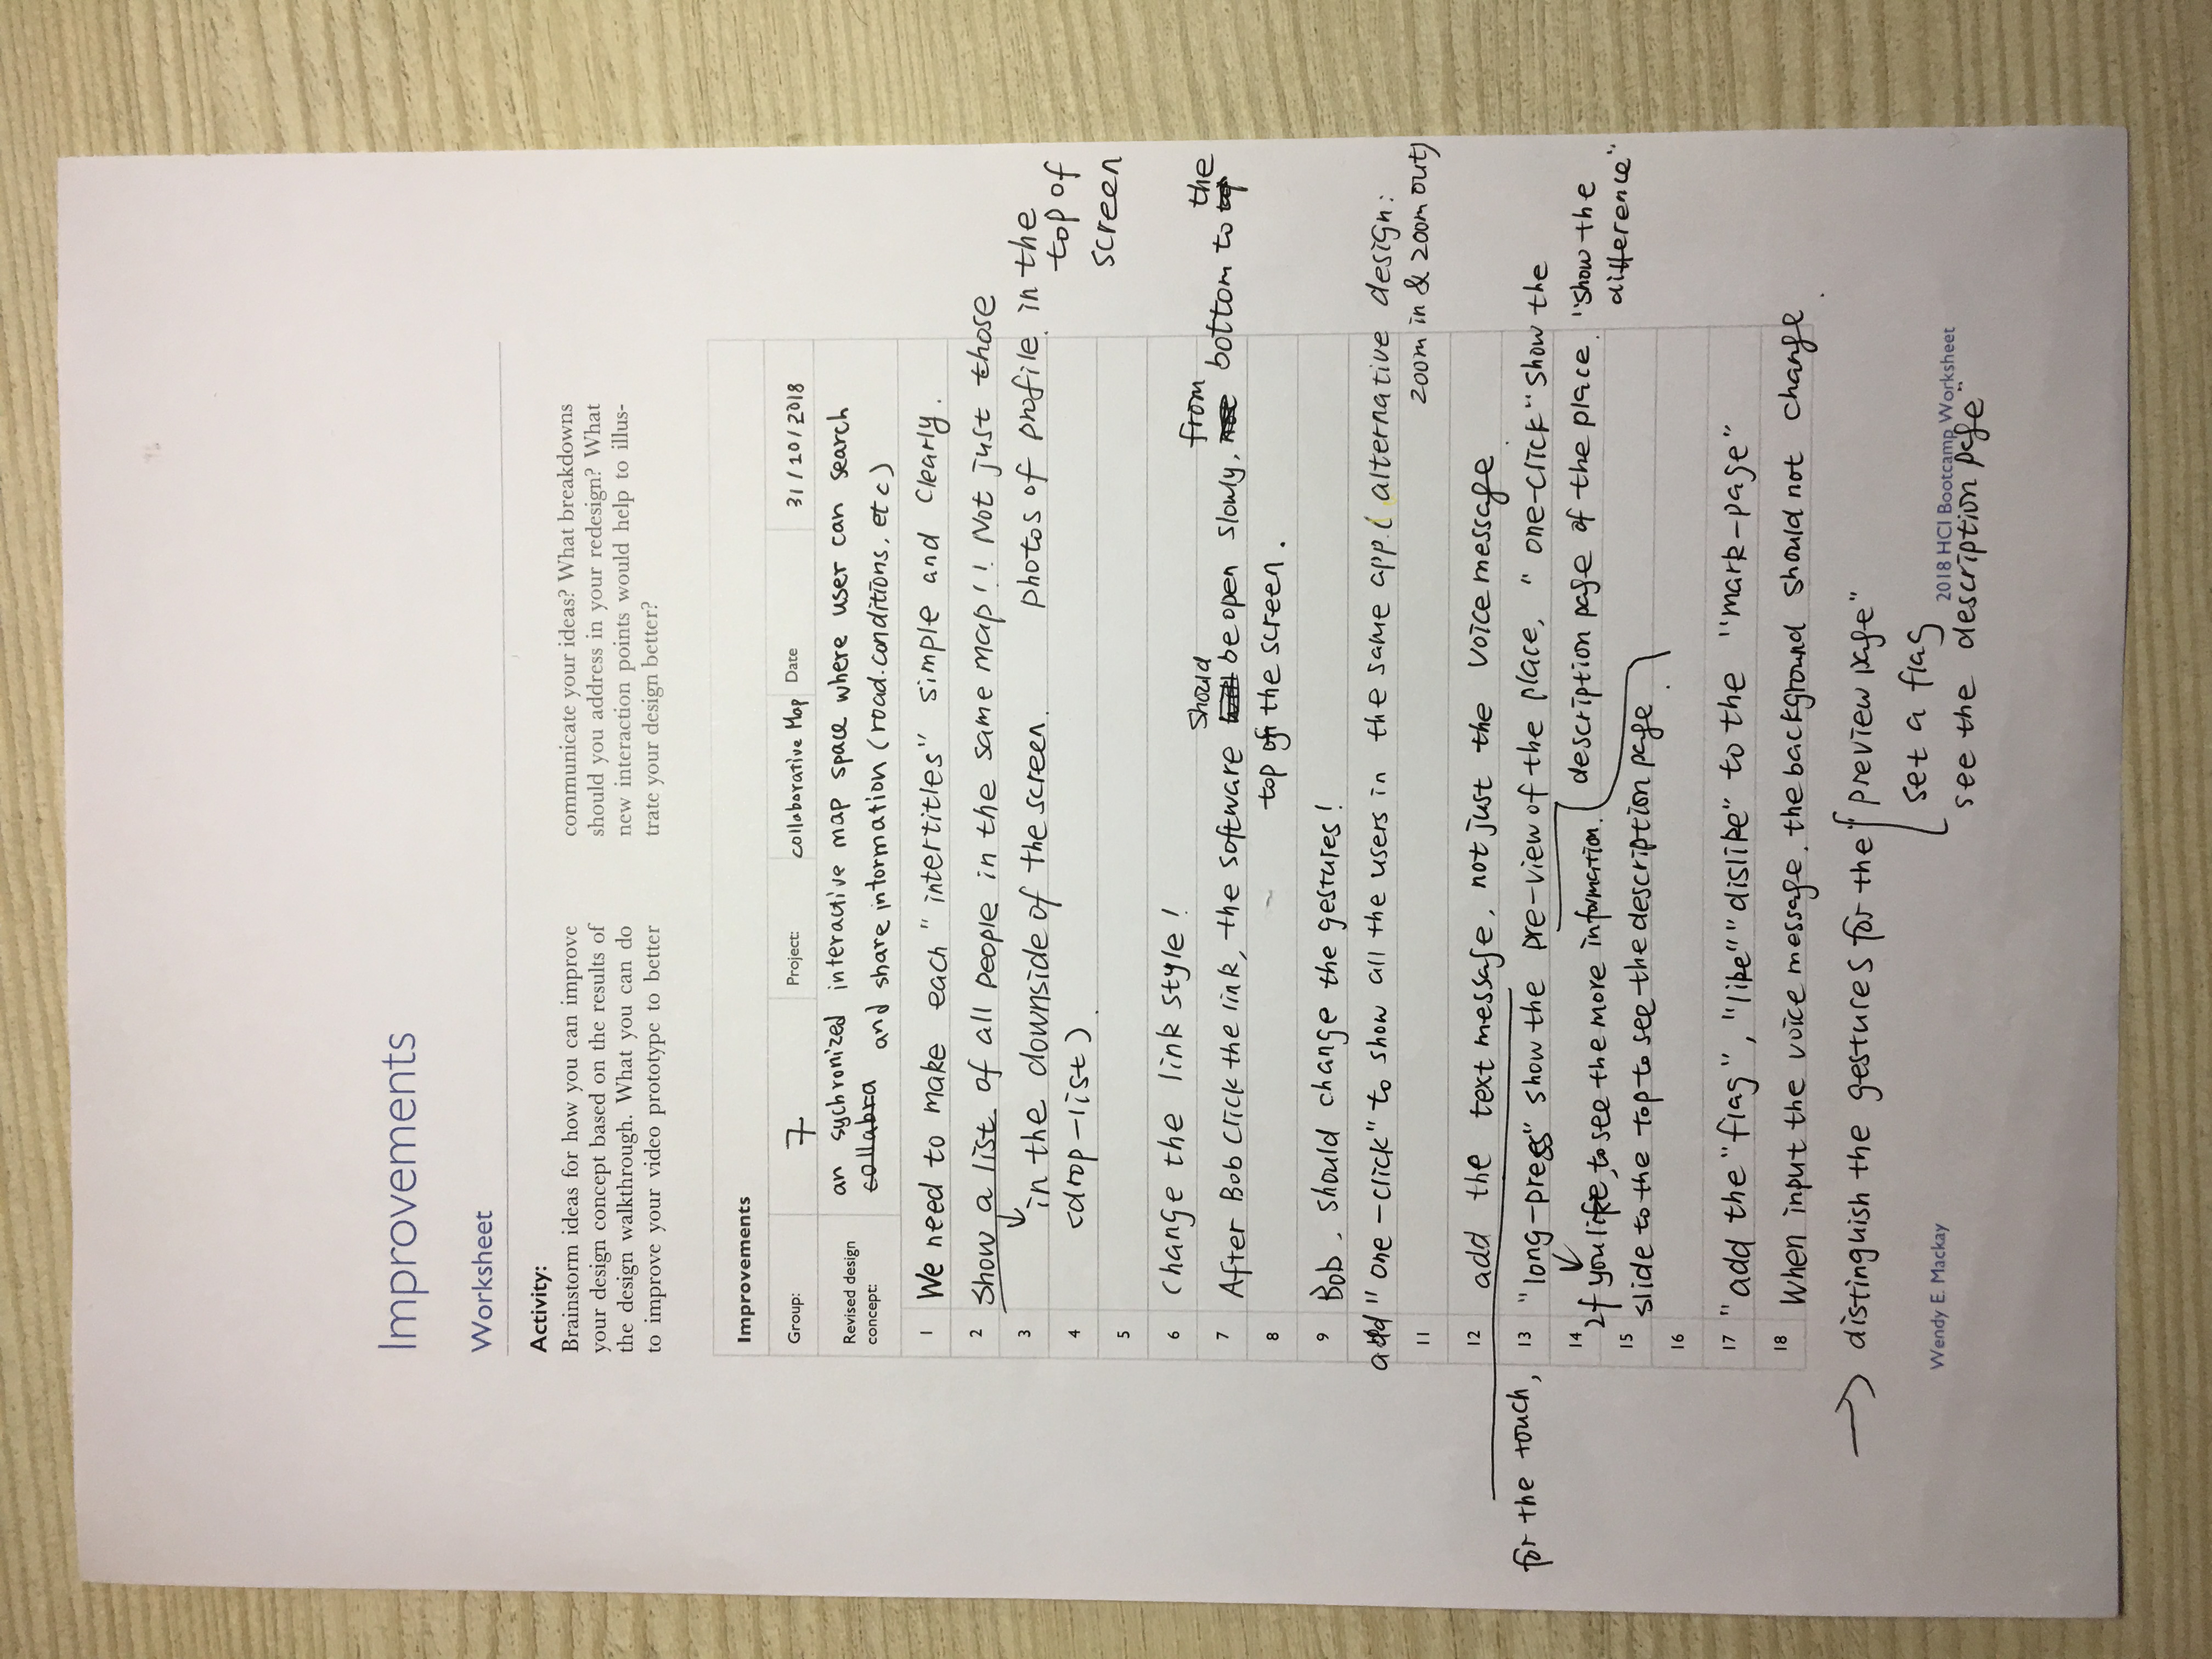 Improvements
Worksheet
Activity:
Brainstorm ideas for how you can improve
your design concept based on the results of
the design walkthrough. What you can do
to improve your video prototype to better
communicate your ideas? What breakdowns
should you address in your redesign? What
new interaction points would help to illus-
trate your design better?
Improvements
Group: 7 Project: collaborative Map Date 31/10/2018
Revised design concept:
an sychronized interactive map space where user can search
collabra and share information (road.conditions, etc)
1 We need to make each "intertitles" simple and clearly.
2 Show a list of all people in the same map!! Not just those
3 in the downside of the screen. photos of profile in the
top of
4 (drop-list).
screen
5
6 change the link style!
7 After Bob click the link, the software should be open slowly, from bottom to the
8 top of the screen.
9 Bob. should change the gestures!
add "one-click" to show all the users in the same app. (alternative design:
11 zoom in & zoom out)
12 add the text message, not just the voice message
for the touch, 13 "long-press" show the pre-view of the place, "one-click" show the
14 If you like, to see the more information. description page of the place. "show the
difference"
15 slide to the top to see the description page.
16
17 "add the "flag", "like" "dislike" to the "mark-page"
18 When input the voice message. the background should not change.
→ distinguish the gestures for the "preview page"
set a flag
Wendy E. Mackay 2018 HCI Bootcamp Worksheet
see the description page"